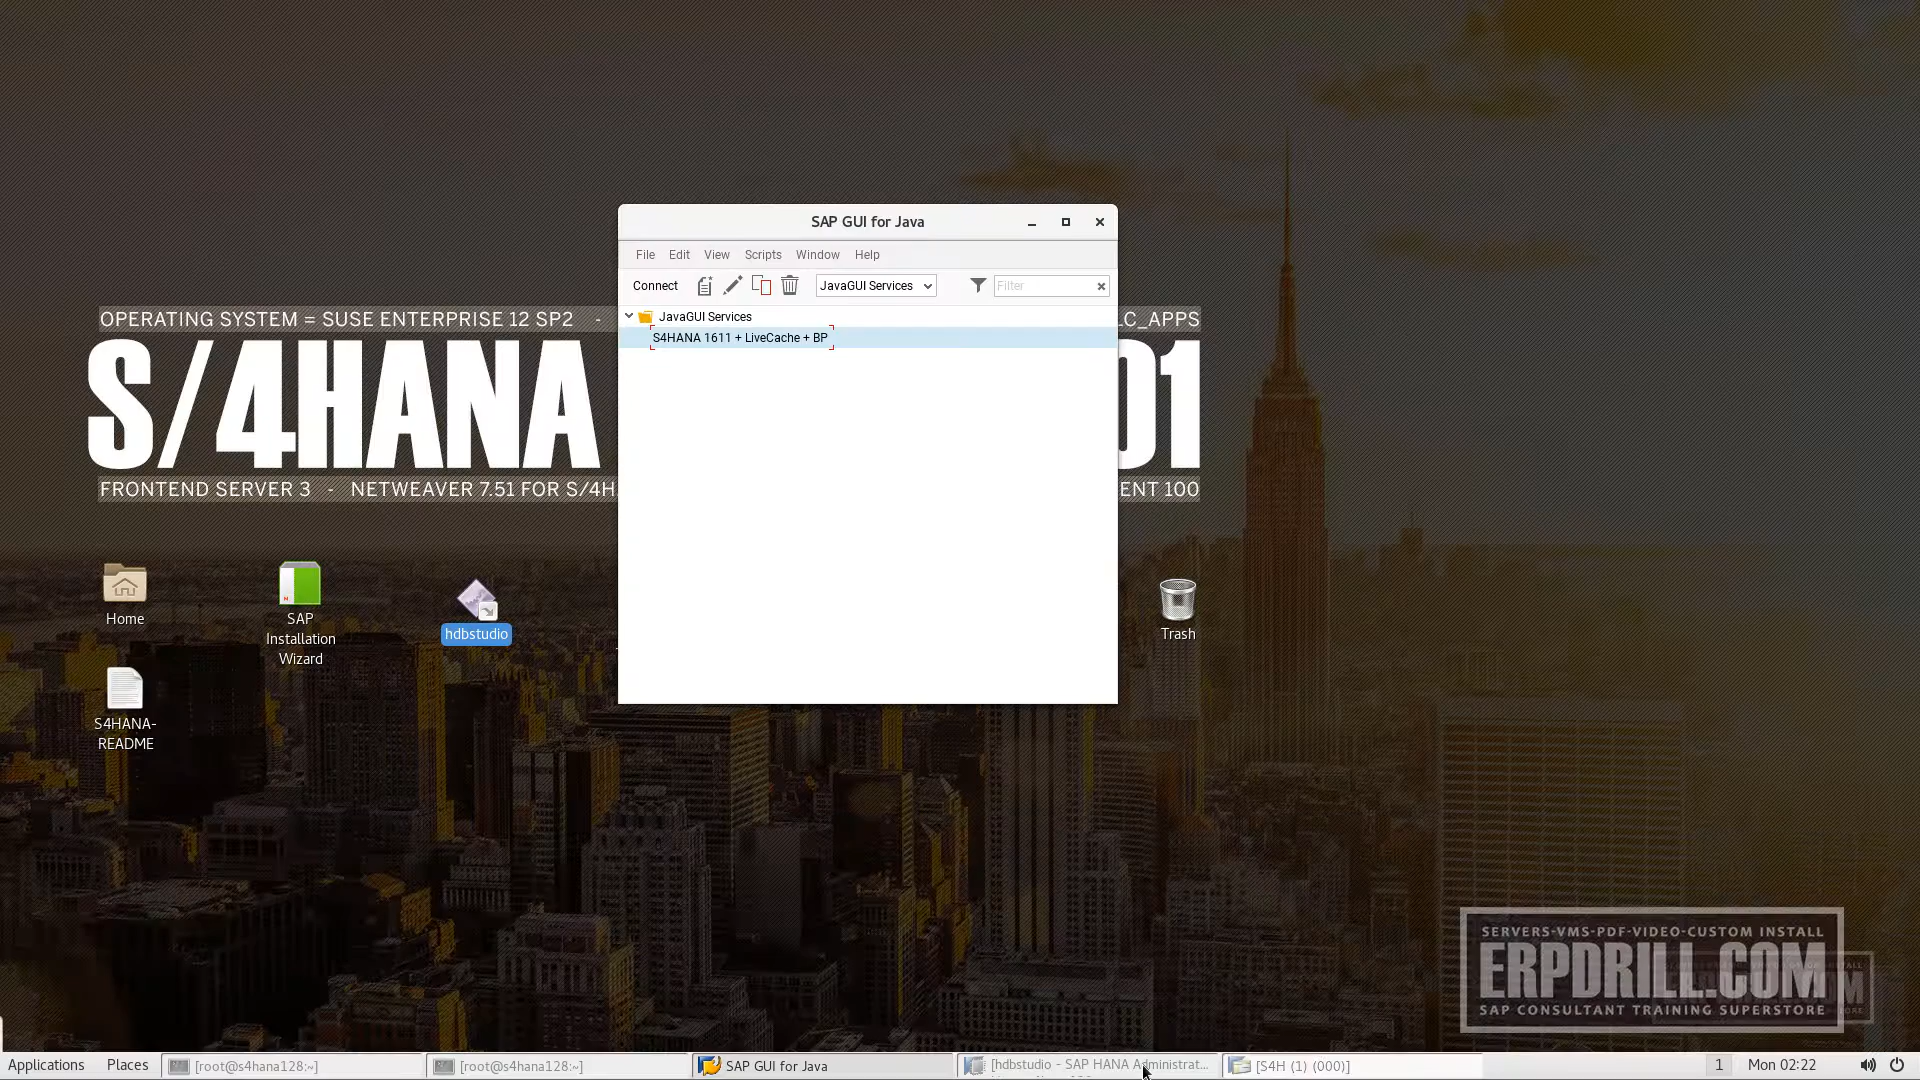 SAP GUI for Java
File Edit View Scripts Window Help
Connect JavaGUI Services Filter
JavaGUI Services
S4HANA 1611 + LiveCache + BP
OPERATING SYSTEM = SUSE ENTERPRISE 12 SP2 - LC_APPS
S/4HANA 01
FRONTEND SERVER 3 - NETWEAVER 7.51 FOR S/4H ENT 100
Home
SAP
Installation
Wizard
hdbstudio
Trash
S4HANA-
README
SERVERS-VMS-PDF-VIDEO-CUSTOM INSTALL
ERPDRILL.COM
SAP CONSULTANT TRAINING SUPERSTORE
Applications Places [root@s4hana128:~] [root@s4hana128:~] SAP GUI for Java [hdbstudio - SAP HANA Administrat... [S4H (1) (000)] 1 Mon 02:22